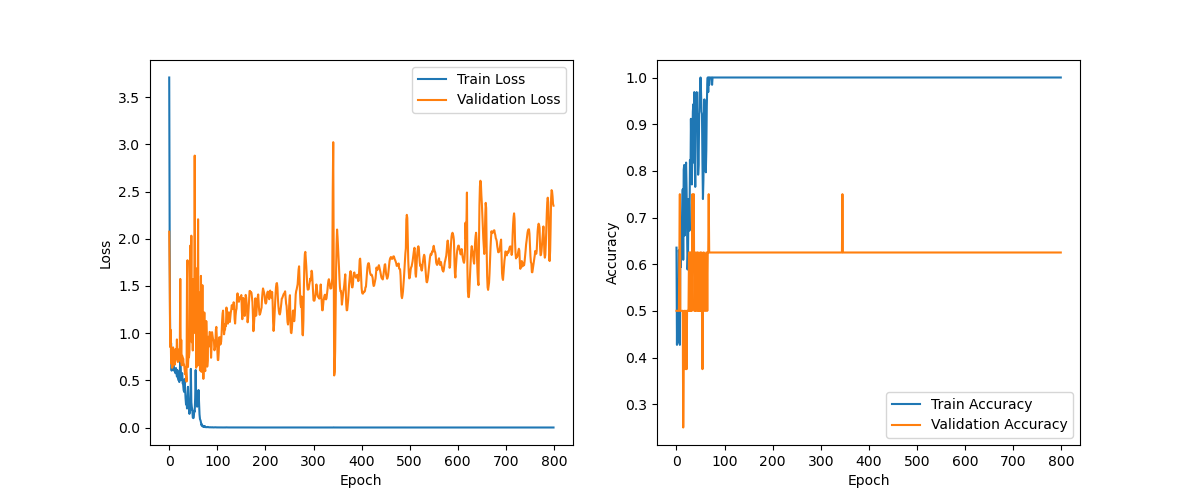 Train Loss
Validation Loss
3.5
3.0
2.5
2.0
1.5
1.0
0.5
0.0
Loss
0 100 200 300 400 500 600 700 800
Epoch
1.0
0.9
0.8
0.7
0.6
0.5
0.4
0.3
Accuracy
Train Accuracy
Validation Accuracy
0 100 200 300 400 500 600 700 800
Epoch